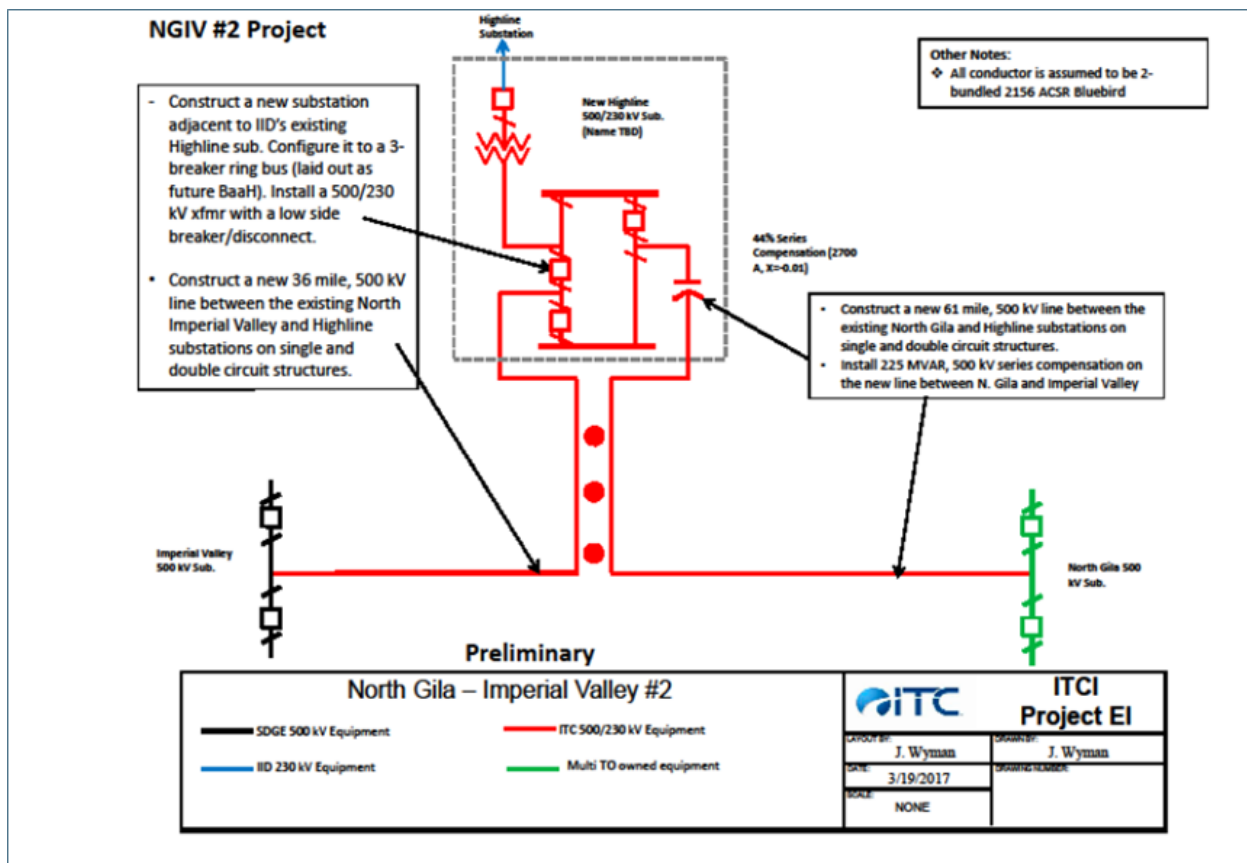 NGIV #2 Project
Highline
Substation
Other Notes:
❖ All conductor is assumed to be 2-
bundled 2156 ACSR Bluebird
- Construct a new substation
adjacent to IID's existing
Highline sub. Configure it to a 3-
breaker ring bus (laid out as
future BaaH). Install a 500/230
kV xfmr with a low side
breaker/disconnect.
• Construct a new 36 mile, 500 kV
line between the existing North
Imperial Valley and Highline
substations on single and
double circuit structures.
New Highline
500/230 kV Sub.
(Name TBD)
44% Series
Compensation (2700
A, X=-0.01)
• Construct a new 61 mile, 500 kV line between the
existing North Gila and Highline substations on
single and double circuit structures.
• Install 225 MVAR, 500 kV series compensation on
the new line between N. Gila and Imperial Valley
Imperial Valley
500 kV Sub.
North Gila 500
kV Sub.
Preliminary
North Gila – Imperial Valley #2
SDGE 500 kV Equipment
ITC 500/230 kV Equipment
IID 230 kV Equipment
Multi TO owned equipment
ITC
ITCI
Project EI
LAYOUT BY:
J. Wyman
DRAWN BY:
J. Wyman
DATE:
3/19/2017
DRAWING NUMBER:
SCALE:
NONE